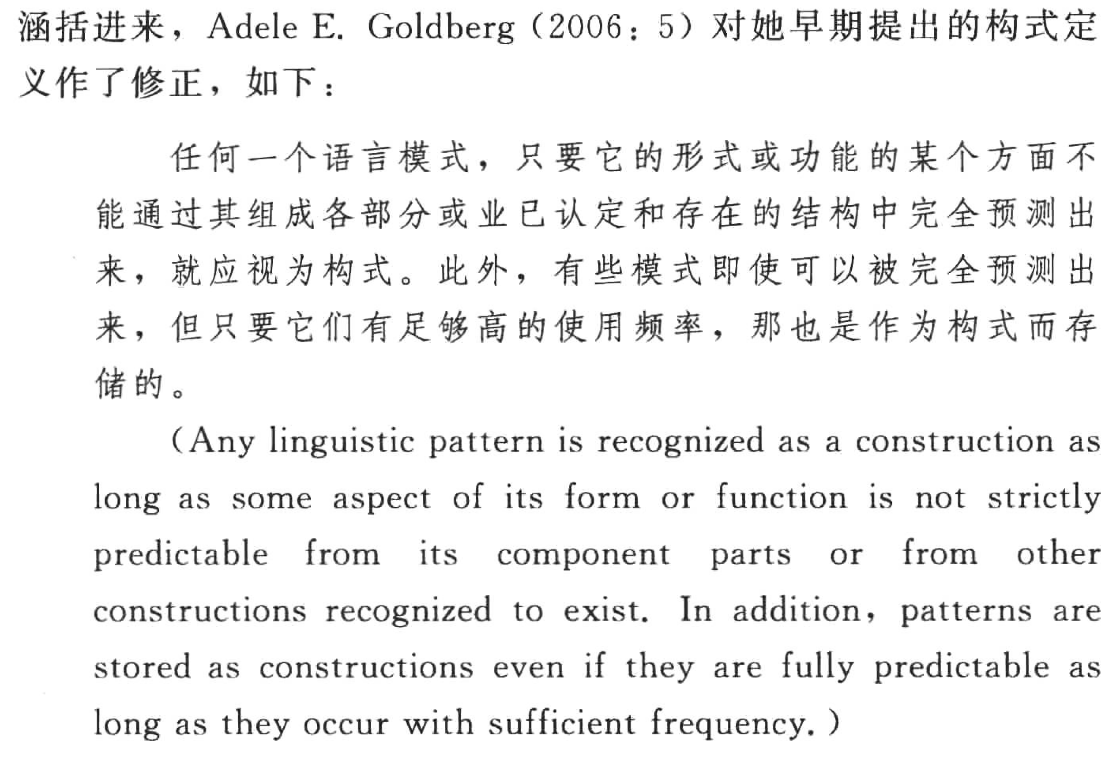 涵括进来，Adele E. Goldberg（2006：5）对她早期提出的构式定
义作了修正，如下：
任何一个语言模式，只要它的形式或功能的某个方面不
能通过其组成各部分或业已认定和存在的结构中完全预测出
来，就应视为构式。此外，有些模式即使可以被完全预测出
来，但只要它们有足够高的使用频率，那也是作为构式而存
储的。
（Any linguistic pattern is recognized as a construction as
long as some aspect of its form or function is not strictly
predictable from its component parts or from other
constructions recognized to exist. In addition, patterns are
stored as constructions even if they are fully predictable as
long as they occur with sufficient frequency.）